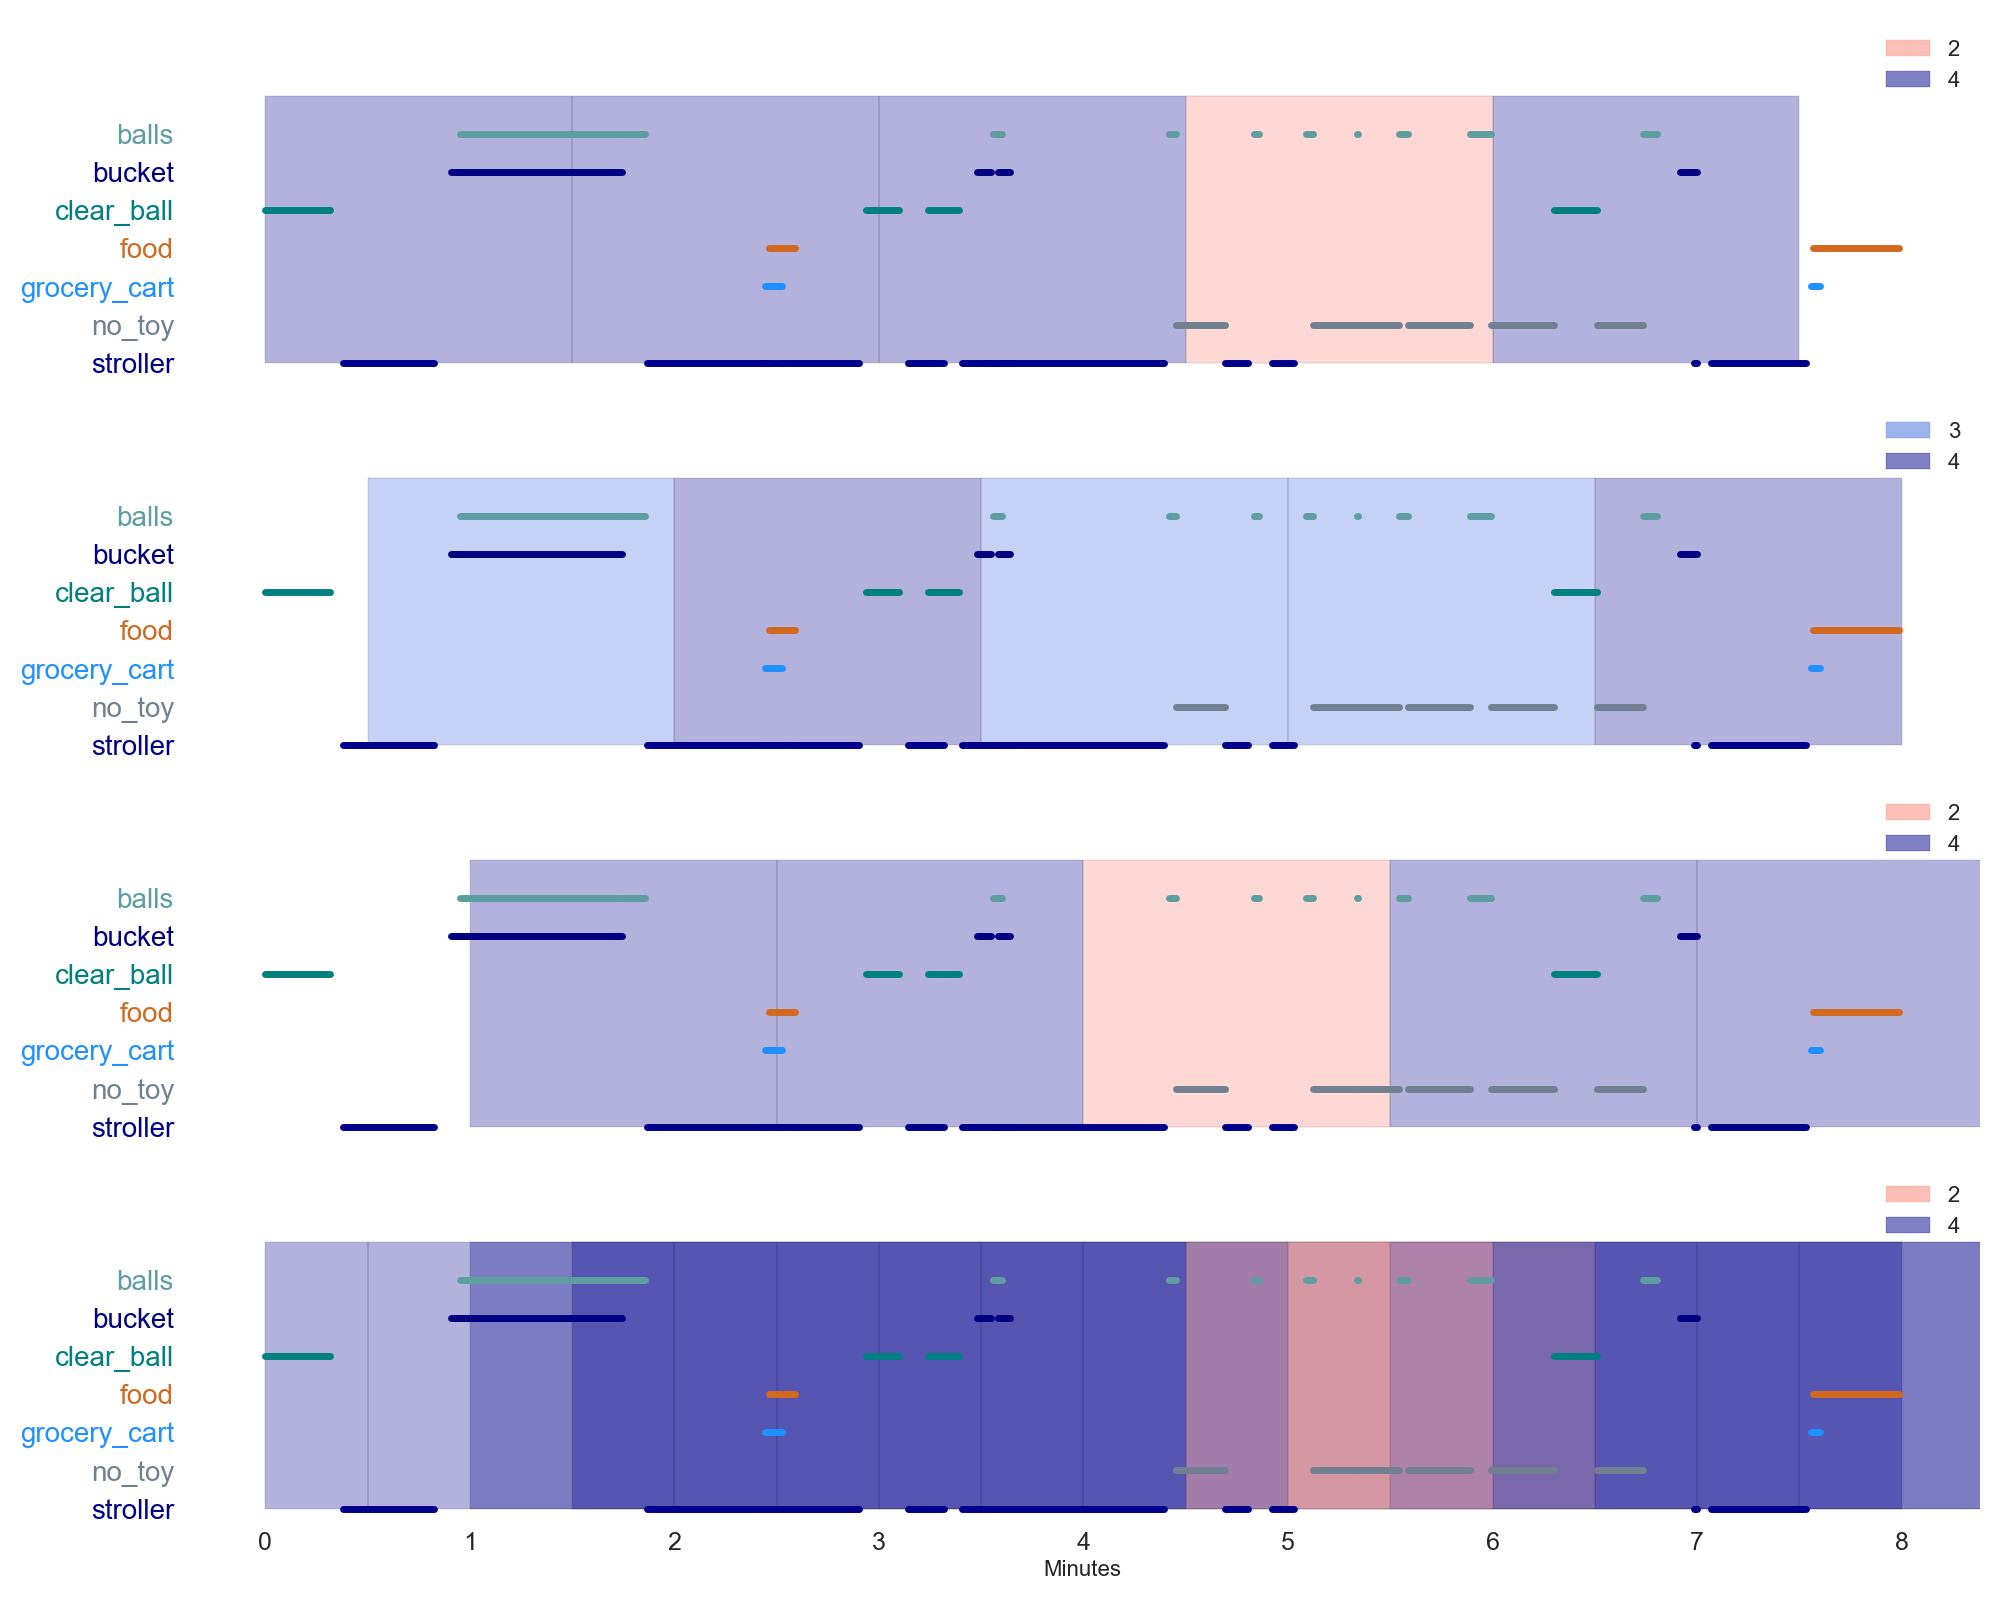 2
4
balls
bucket
clear_ball
food
grocery_cart
no_toy
stroller
3
4
balls
bucket
clear_ball
food
grocery_cart
no_toy
stroller
2
4
balls
bucket
clear_ball
food
grocery_cart
no_toy
stroller
2
4
balls
bucket
clear_ball
food
grocery_cart
no_toy
stroller
0 1 2 3 4 5 6 7 8
Minutes